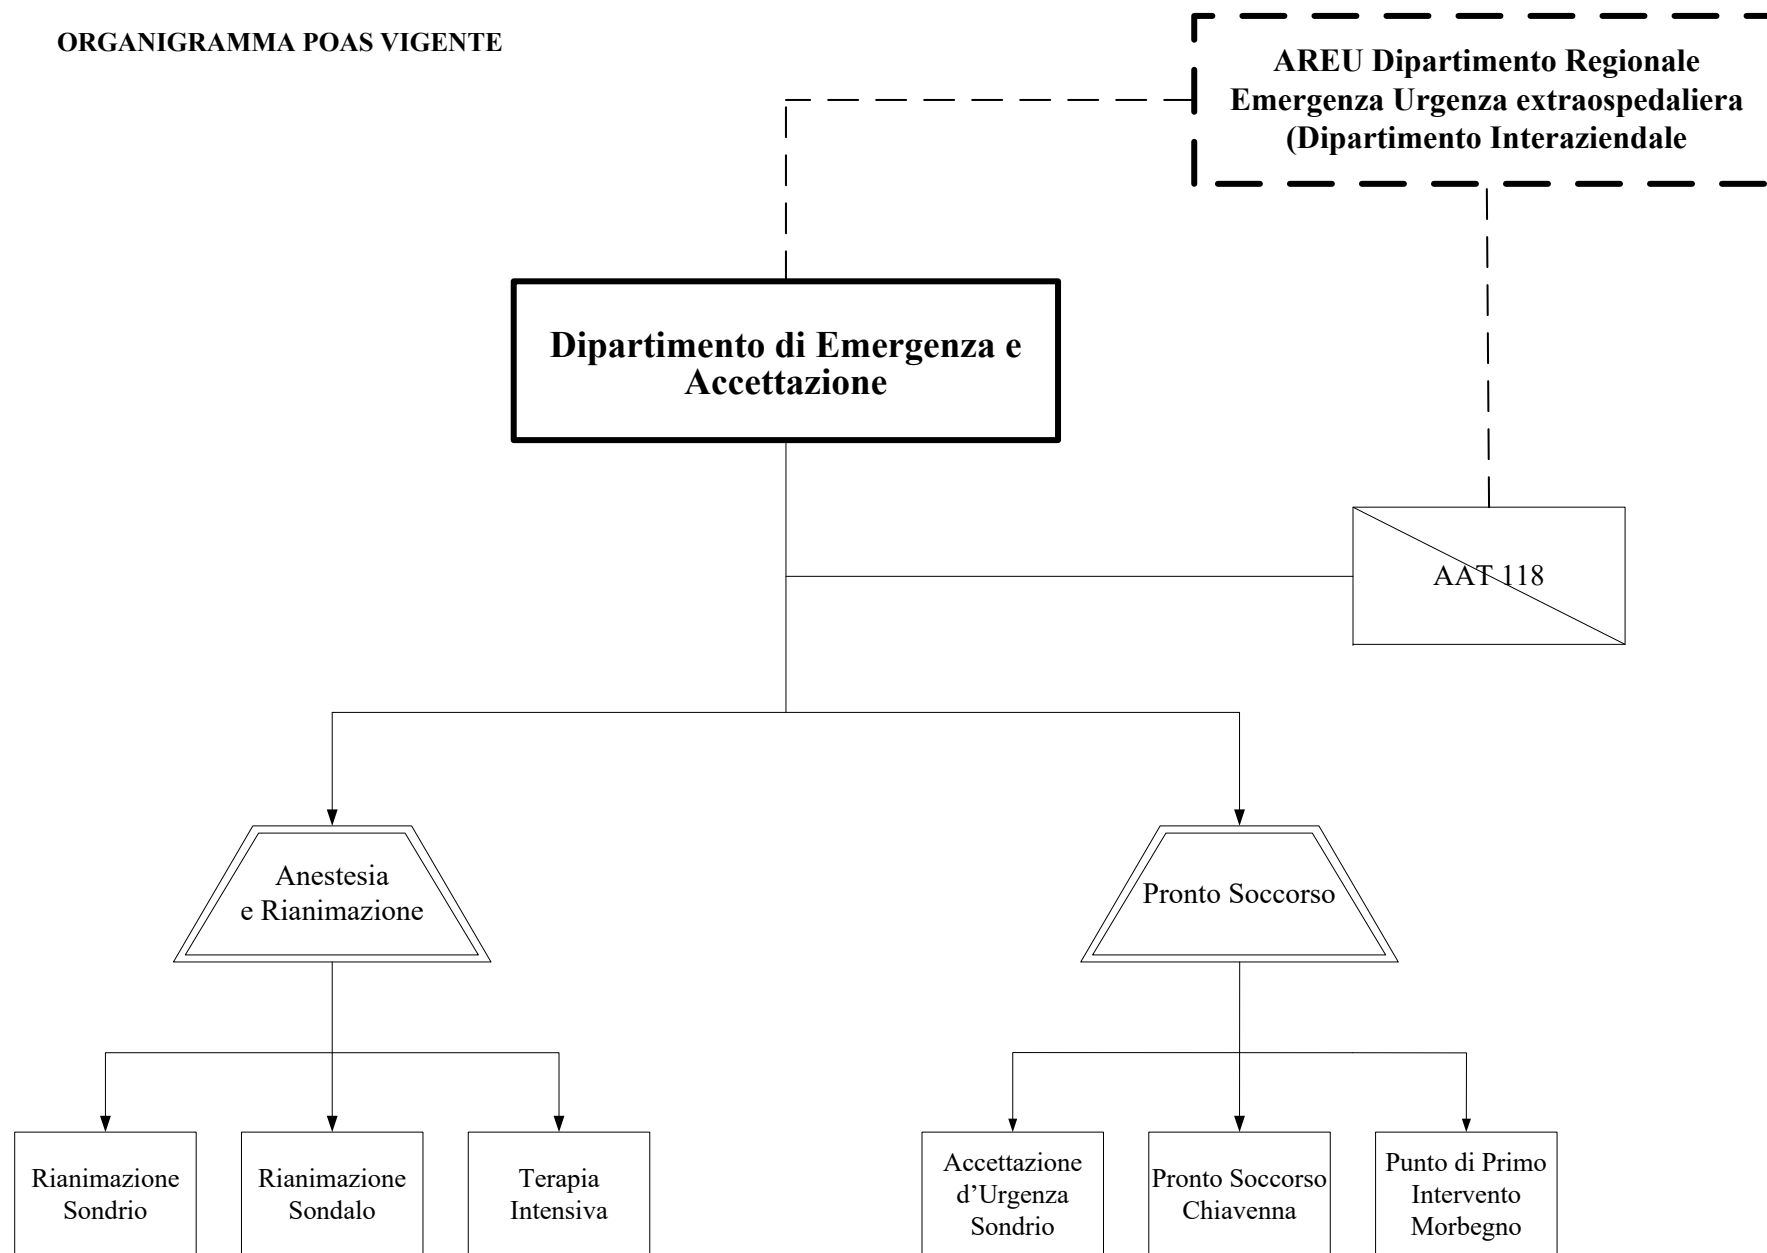 ORGANIGRAMMA POAS VIGENTE
AREU Dipartimento Regionale
Emergenza Urgenza extraospedaliera
(Dipartimento Interaziendale
Dipartimento di Emergenza e
Accettazione
AAT 118
Anestesia
e Rianimazione
Pronto Soccorso
Rianimazione
Sondrio
Rianimazione
Sondalo
Terapia
Intensiva
Accettazione
d’Urgenza
Sondrio
Pronto Soccorso
Chiavenna
Punto di Primo
Intervento
Morbegno